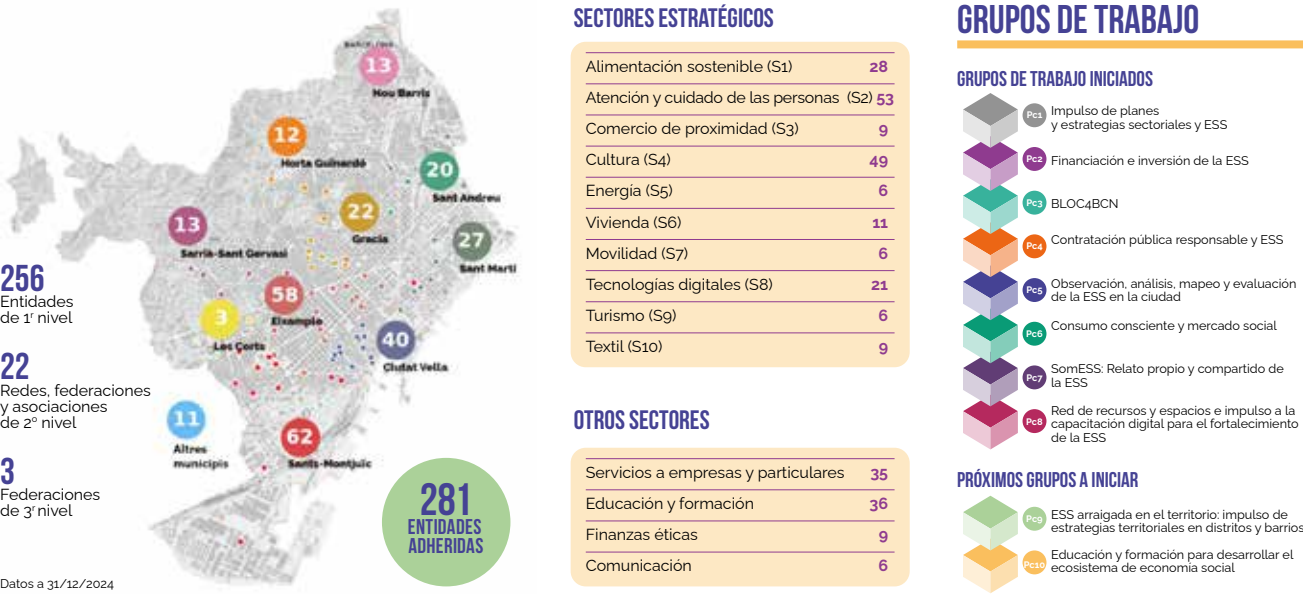 BARCELONA
13
Nou Barris
12
Horta Guinardó
20
Sant Andreu
22
Gracia
13
Sarrià-Sant Gervasi
27
Sant Martí
58
Eixample
3
Les Corts
40
Ciutat Vella
11
Altres
municipis
62
Sants-Montjuïc
256
Entidades
de 1ʳ nivel
22
Redes, federaciones
y asociaciones
de 2º nivel
3
Federaciones
de 3ʳ nivel
281
ENTIDADES
ADHERIDAS
Datos a 31/12/2024
SECTORES ESTRATÉGICOS
Alimentación sostenible (S1) 28
Atención y cuidado de las personas (S2) 53
Comercio de proximidad (S3) 9
Cultura (S4) 49
Energía (S5) 6
Vivienda (S6) 11
Movilidad (S7) 6
Tecnologías digitales (S8) 21
Turismo (S9) 6
Textil (S10) 9
OTROS SECTORES
Servicios a empresas y particulares 35
Educación y formación 36
Finanzas éticas 9
Comunicación 6
GRUPOS DE TRABAJO
GRUPOS DE TRABAJO INICIADOS
Pc1 Impulso de planes
y estrategias sectoriales y ESS
Pc2 Financiación e inversión de la ESS
Pc3 BLOC4BCN
Pc4 Contratación pública responsable y ESS
Pc5 Observación, análisis, mapeo y evaluación
de la ESS en la ciudad
Pc6 Consumo consciente y mercado social
Pc7 SomESS: Relato propio y compartido de
la ESS
Pc8 Red de recursos y espacios e impulso a la
capacitación digital para el fortalecimiento
de la ESS
PRÓXIMOS GRUPOS A INICIAR
Pc9 ESS arraigada en el territorio: impulso de
estrategias territoriales en distritos y barrios
Pc10 Educación y formación para desarrollar el
ecosistema de economía social